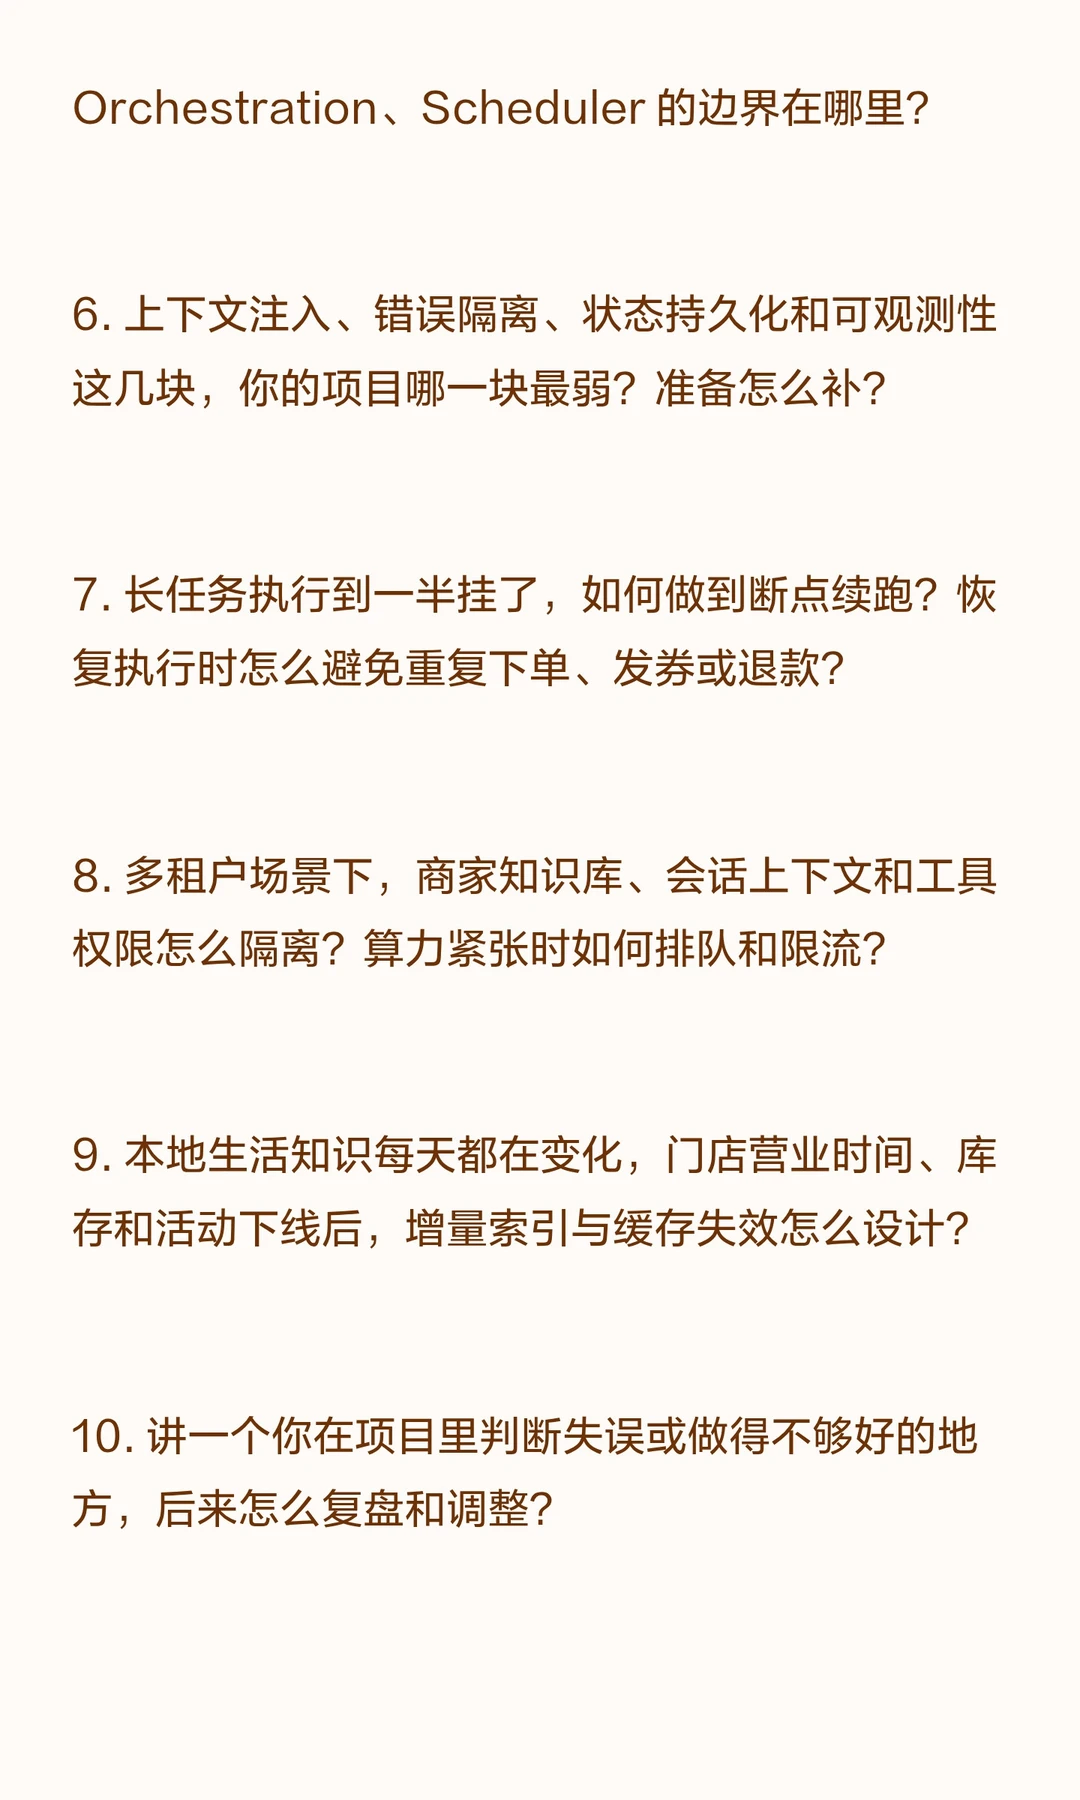 Orchestration、Scheduler 的边界在哪里？
6. 上下文注入、错误隔离、状态持久化和可观测性
这几块，你的项目哪一块最弱？准备怎么补？
7. 长任务执行到一半挂了，如何做到断点续跑？恢
复执行时怎么避免重复下单、发券或退款？
8. 多租户场景下，商家知识库、会话上下文和工具
权限怎么隔离？算力紧张时如何排队和限流？
9. 本地生活知识每天都在变化，门店营业时间、库
存和活动下线后，增量索引与缓存失效怎么设计？
10. 讲一个你在项目里判断失误或做得不够好的地
方，后来怎么复盘和调整？